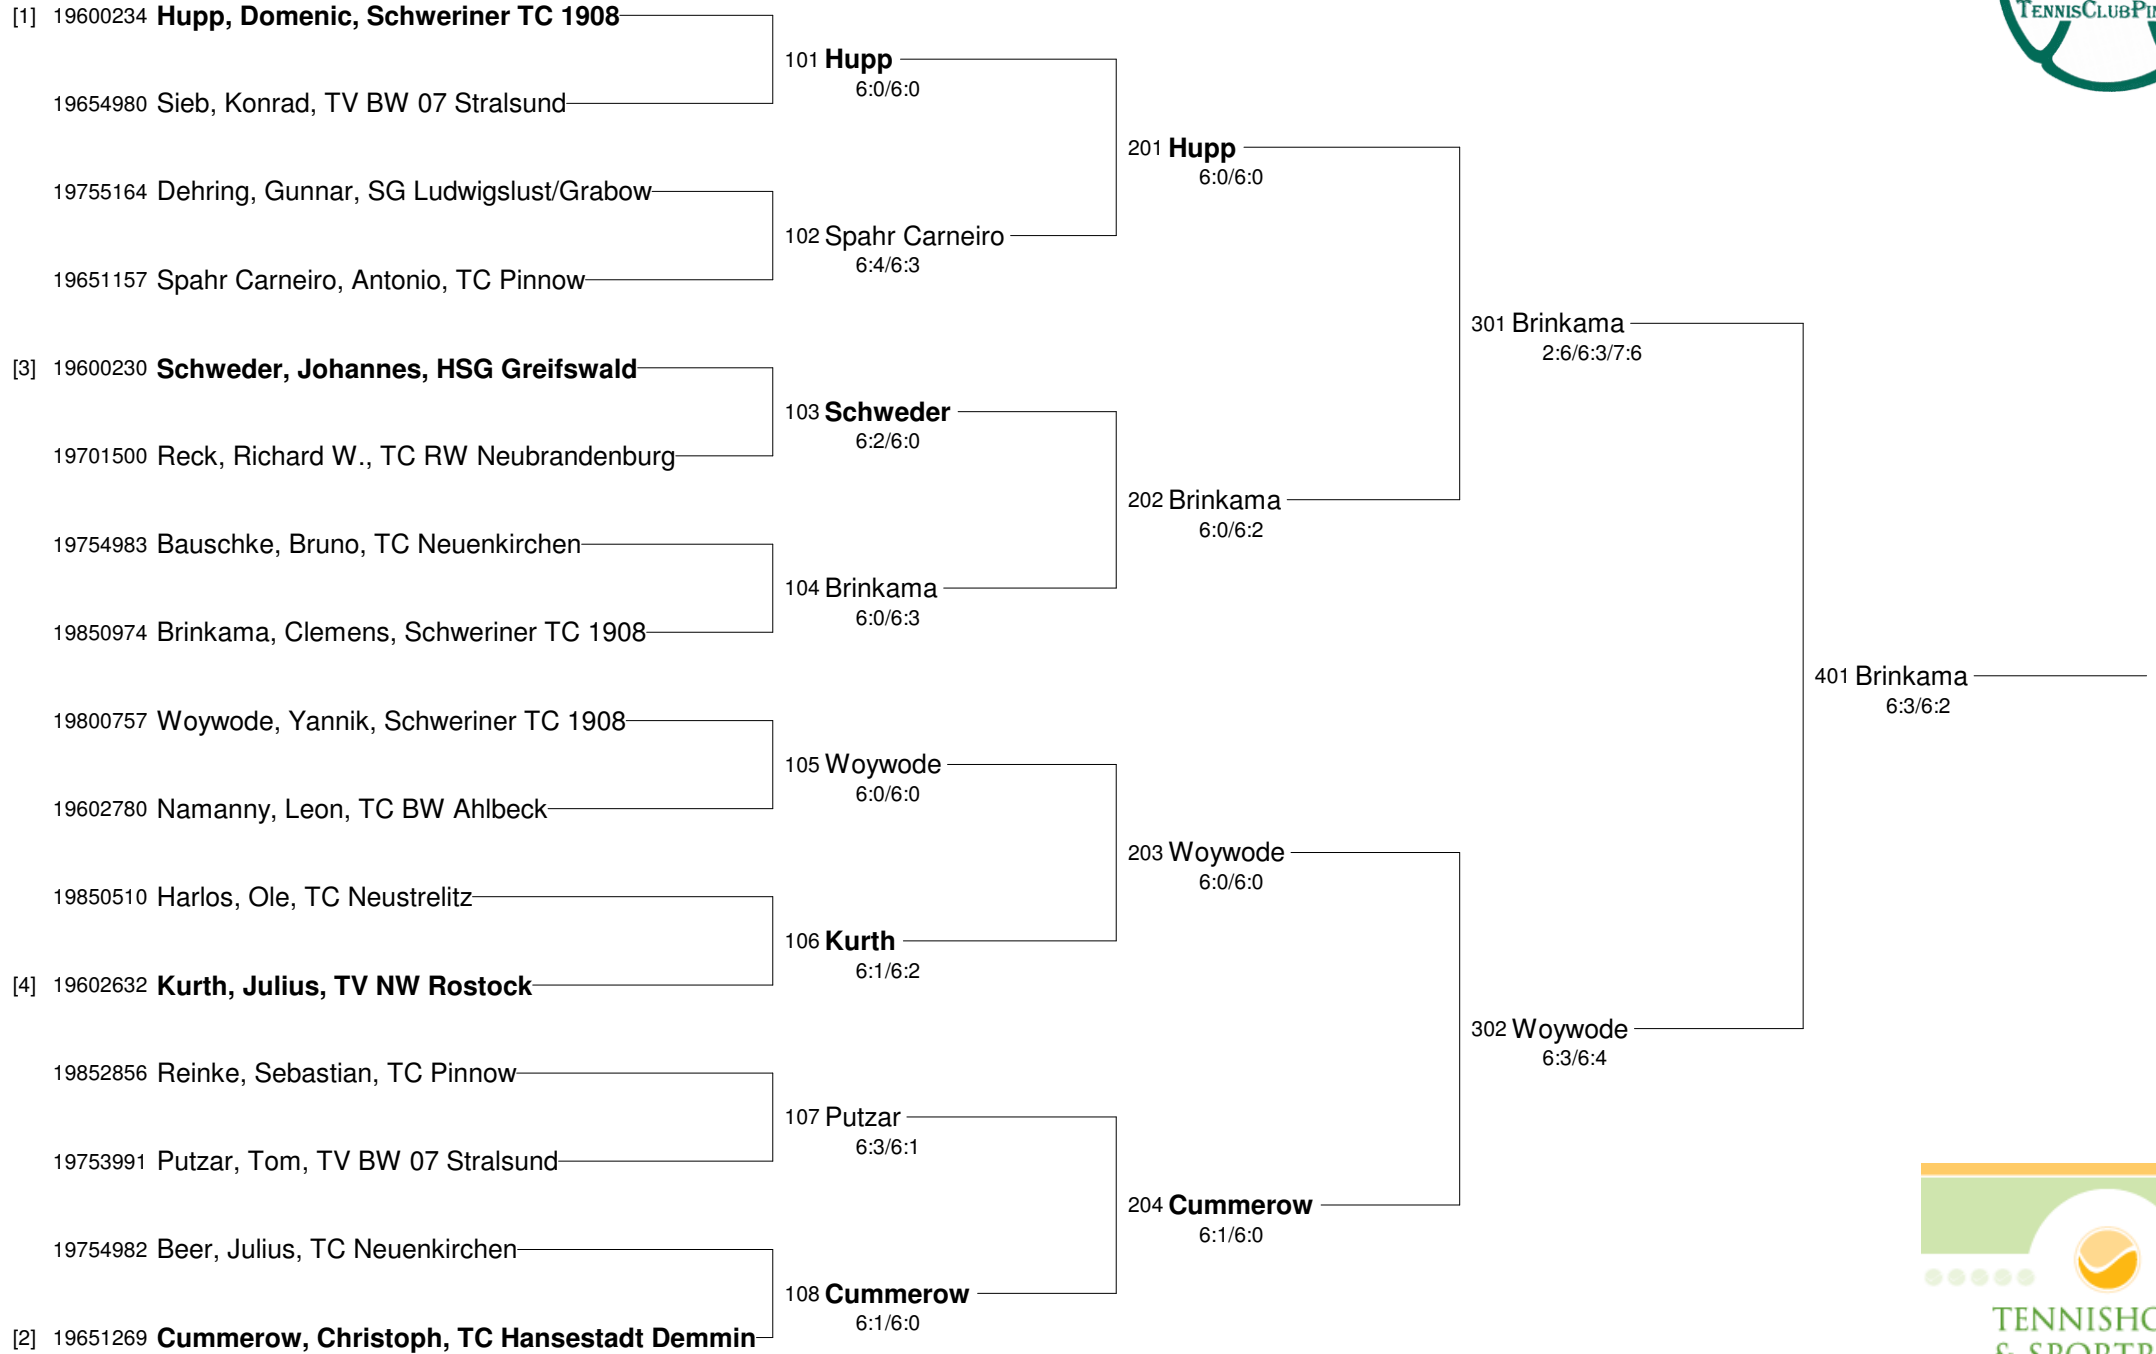 TENNISCLUBPI
[1] 19600234 Hupp, Domenic, Schweriner TC 1908
101 Hupp
6:0/6:0
19654980 Sieb, Konrad, TV BW 07 Stralsund
201 Hupp
6:0/6:0
19755164 Dehring, Gunnar, SG Ludwigslust/Grabow
102 Spahr Carneiro
6:4/6:3
19651157 Spahr Carneiro, Antonio, TC Pinnow
301 Brinkama
2:6/6:3/7:6
[3] 19600230 Schweder, Johannes, HSG Greifswald
103 Schweder
6:2/6:0
19701500 Reck, Richard W., TC RW Neubrandenburg
202 Brinkama
6:0/6:2
19754983 Bauschke, Bruno, TC Neuenkirchen
104 Brinkama
6:0/6:3
19850974 Brinkama, Clemens, Schweriner TC 1908
401 Brinkama
6:3/6:2
19800757 Woywode, Yannik, Schweriner TC 1908
105 Woywode
6:0/6:0
19602780 Namanny, Leon, TC BW Ahlbeck
203 Woywode
6:0/6:0
19850510 Harlos, Ole, TC Neustrelitz
106 Kurth
6:1/6:2
[4] 19602632 Kurth, Julius, TV NW Rostock
302 Woywode
6:3/6:4
19852856 Reinke, Sebastian, TC Pinnow
107 Putzar
6:3/6:1
19753991 Putzar, Tom, TV BW 07 Stralsund
204 Cummerow
6:1/6:0
19754982 Beer, Julius, TC Neuenkirchen
108 Cummerow
6:1/6:0
[2] 19651269 Cummerow, Christoph, TC Hansestadt Demmin
TENNISHO